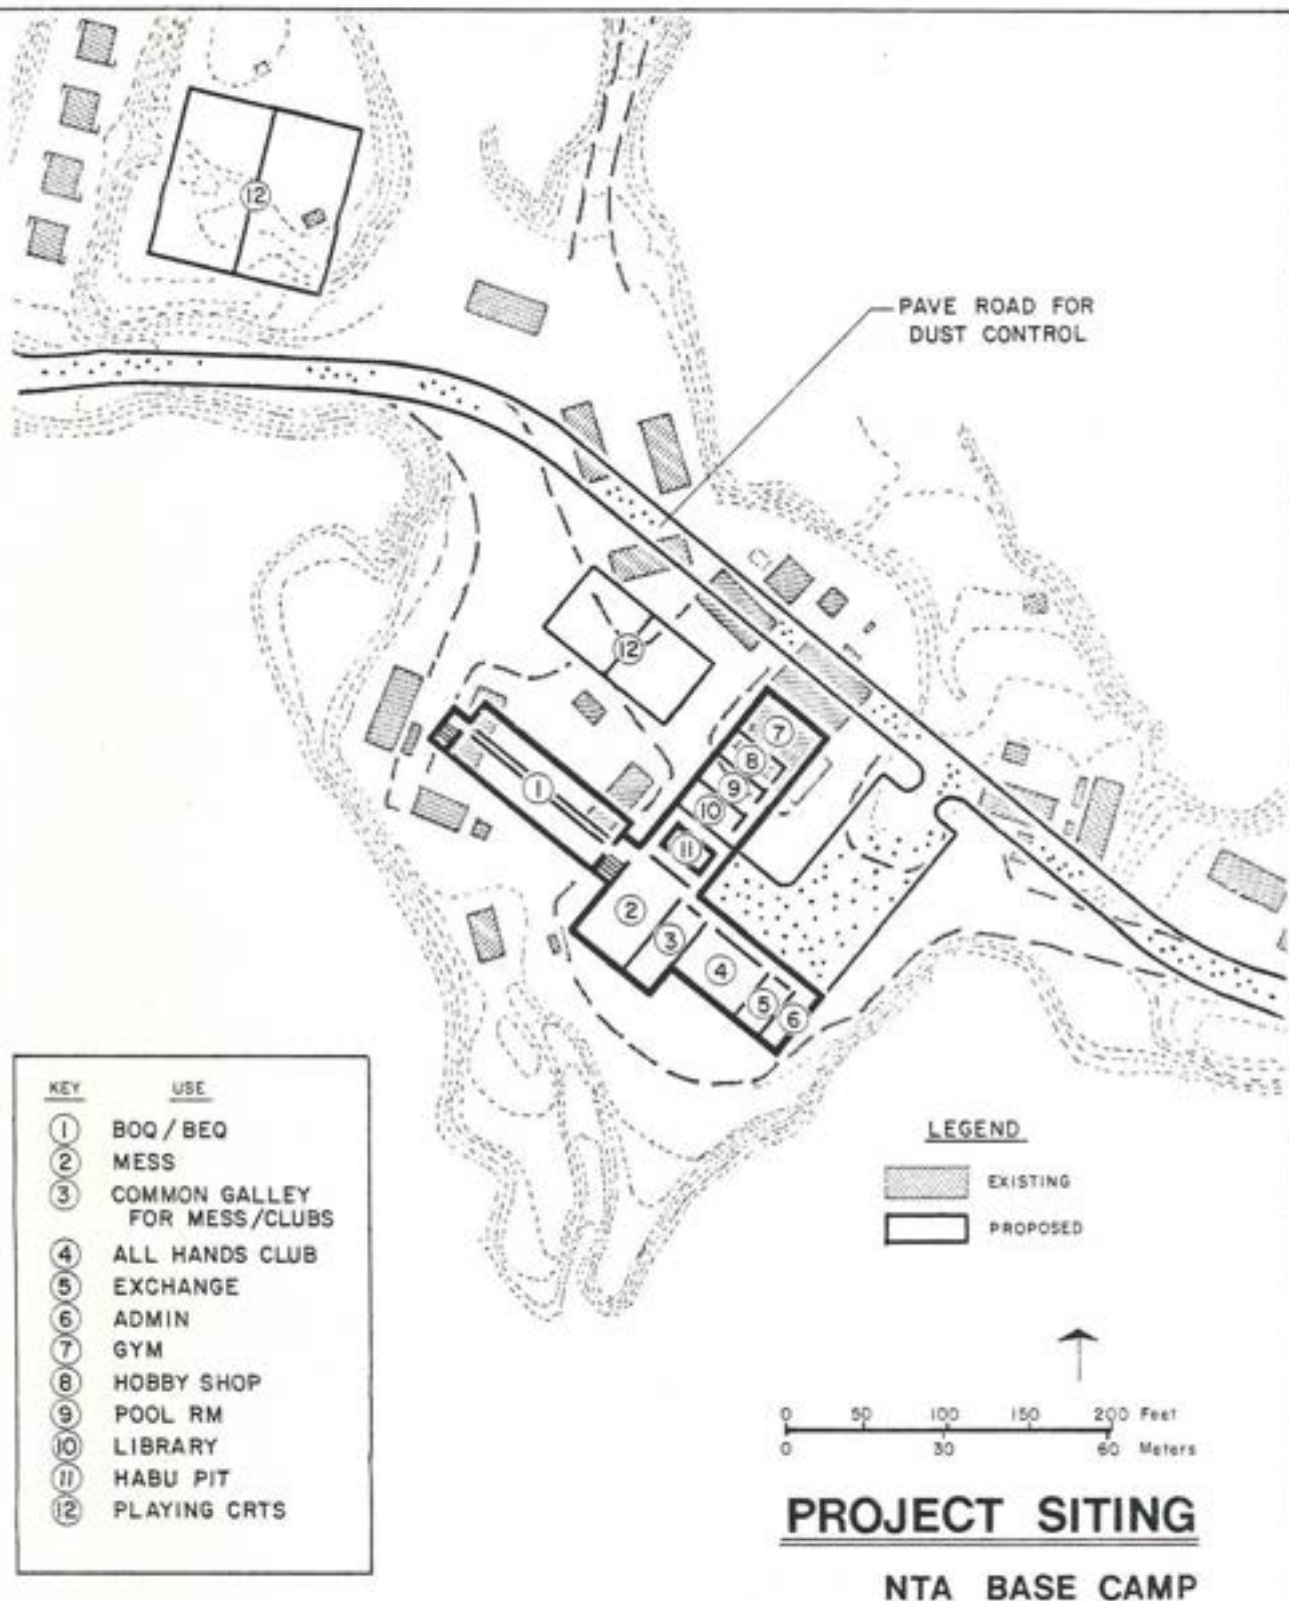 12
PAVE ROAD FOR
DUST CONTROL
12
7
8
1
9
10
11
2
3
4
5
6
KEY USE
1 BOQ / BEQ
2 MESS
3 COMMON GALLEY
FOR MESS/CLUBS
4 ALL HANDS CLUB
5 EXCHANGE
6 ADMIN
7 GYM
8 HOBBY SHOP
9 POOL RM
10 LIBRARY
11 HABU PIT
12 PLAYING CRTS
LEGEND
EXISTING
PROPOSED
0 50 100 150 200 Feet
0 30 60 Meters
PROJECT SITING
NTA BASE CAMP